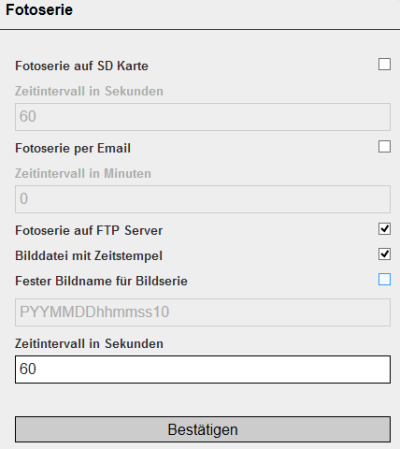 Fotoserie
Fotoserie auf SD Karte
Zeitintervall in Sekunden
60
Fotoserie per Email
Zeitintervall in Minuten
0
Fotoserie auf FTP Server
Bilddatei mit Zeitstempel
Fester Bildname für Bildserie
PYYMMDDhhmmss10
Zeitintervall in Sekunden
60
Bestätigen